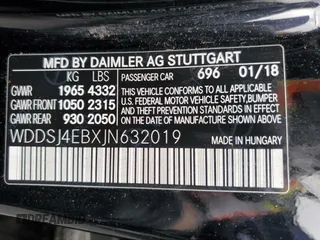 MFD. BY DAIMLER AG STUTTGART
KG LBS PASSENGER CAR 696 01/18
GVWR 1965 4332 THIS VEHICLE CONFORMS TO ALL APPLICABLE
GAWR FRONT 1050 2315 U.S. FEDERAL MOTOR VEHICLE SAFETY, BUMPER,
GAWR REAR 930 2050 AND THEFT PREVENTION STANDARDS IN EFFECT
ON THE DATE OF MANUFACTURE SHOWN ABOVE.
WDDSJ4EBXJN632019
MADE IN HUNGARY